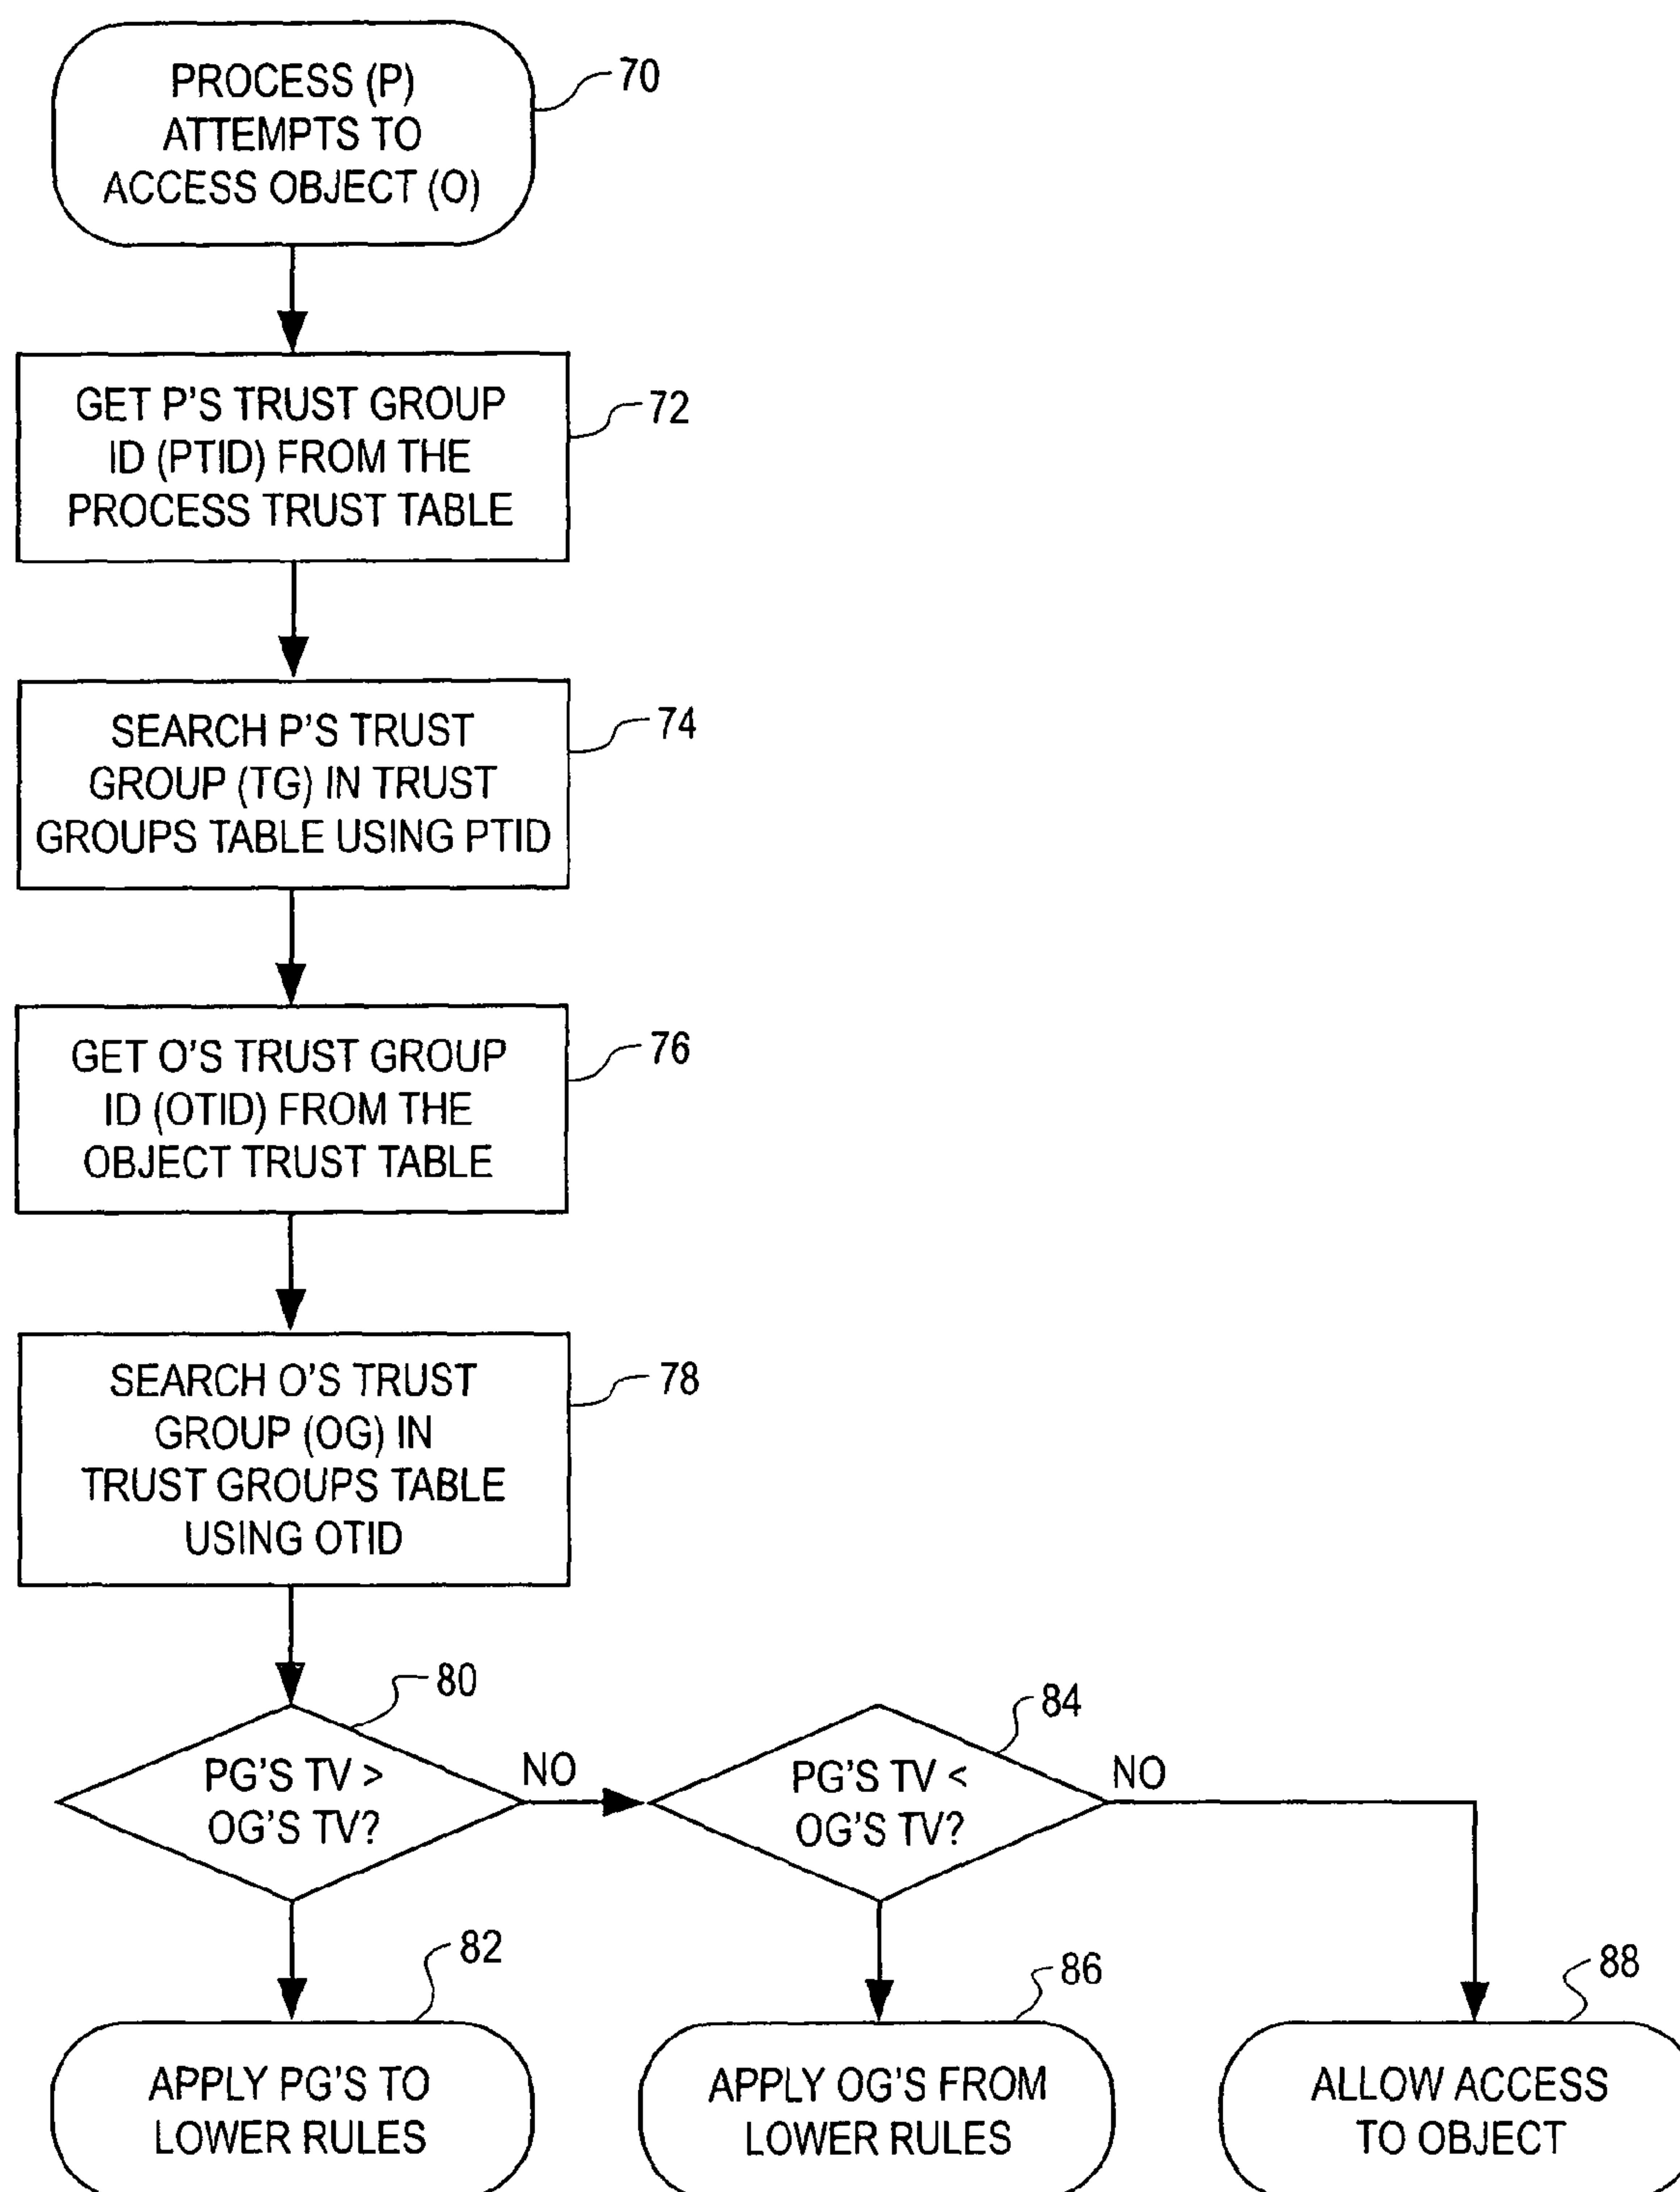 PROCESS (P)
ATTEMPTS TO
ACCESS OBJECT (O)
70
GET P'S TRUST GROUP
ID (PTID) FROM THE
PROCESS TRUST TABLE
72
SEARCH P'S TRUST
GROUP (TG) IN TRUST
GROUPS TABLE USING PTID
74
GET O'S TRUST GROUP
ID (OTID) FROM THE
OBJECT TRUST TABLE
76
SEARCH O'S TRUST
GROUP (OG) IN
TRUST GROUPS TABLE
USING OTID
78
PG'S TV >
OG'S TV?
80
NO
PG'S TV <
OG'S TV?
84
NO
APPLY PG'S TO
LOWER RULES
82
APPLY OG'S FROM
LOWER RULES
86
ALLOW ACCESS
TO OBJECT
88